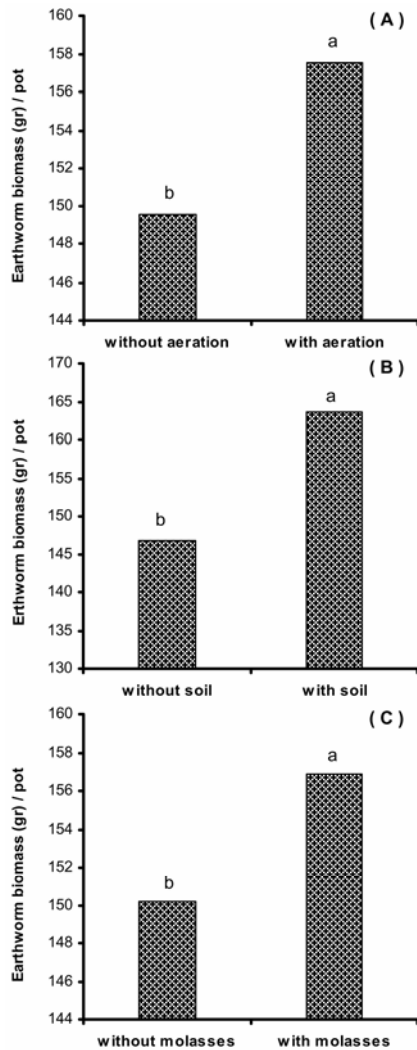 ( A )
Earthworm biomass (gr) / pot
160
158
156
154
152
150
148
146
144
b
a
without aeration with aeration
( B )
Erthworm biomass (gr) / pot
170
165
160
155
150
145
140
135
130
b
a
without soil with soil
( C )
Earthworm biomass (gr) / pot
160
158
156
154
152
150
148
146
144
b
a
without molasses with molasses